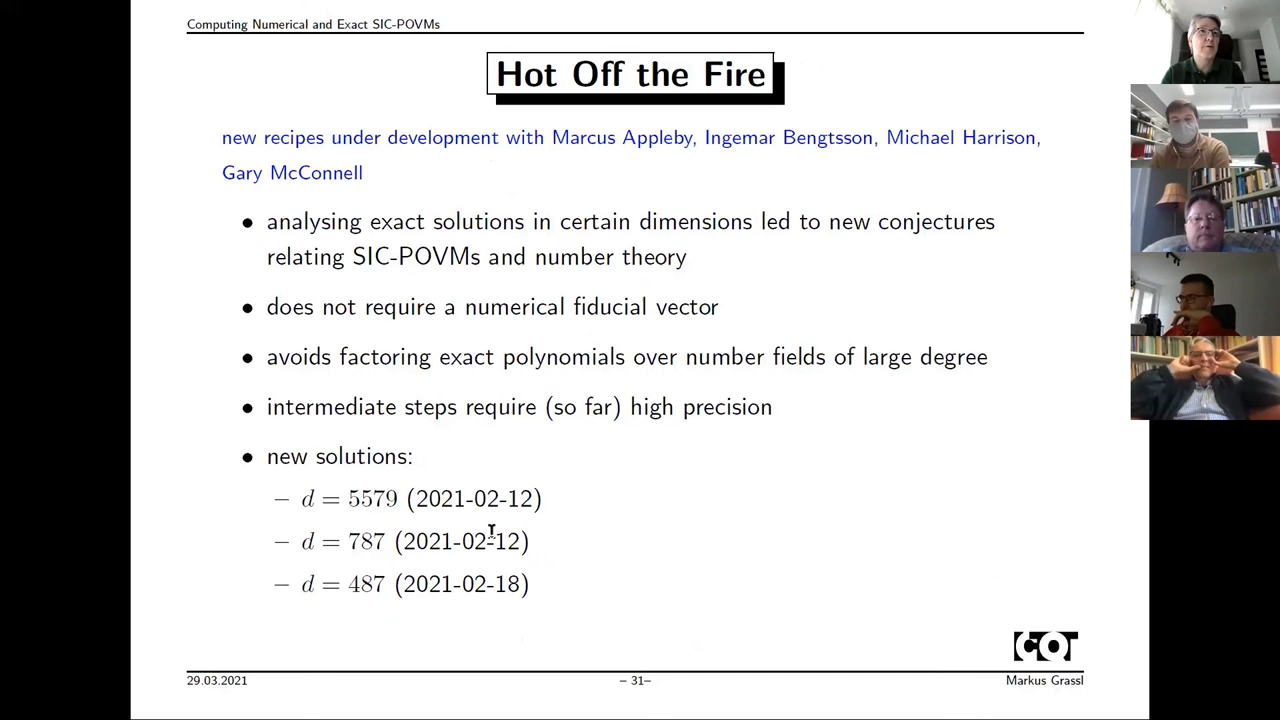 Computing Numerical and Exact SIC-POVMs
Hot Off the Fire
new recipes under development with Marcus Appleby, Ingemar Bengtsson, Michael Harrison,
Gary McConnell
• analysing exact solutions in certain dimensions led to new conjectures
relating SIC-POVMs and number theory
• does not require a numerical fiducial vector
• avoids factoring exact polynomials over number fields of large degree
• intermediate steps require (so far) high precision
• new solutions:
– d = 5579 (2021-02-12)
– d = 787 (2021-02-12)
– d = 487 (2021-02-18)
CQT
29.03.2021
– 31–
Markus Grassl